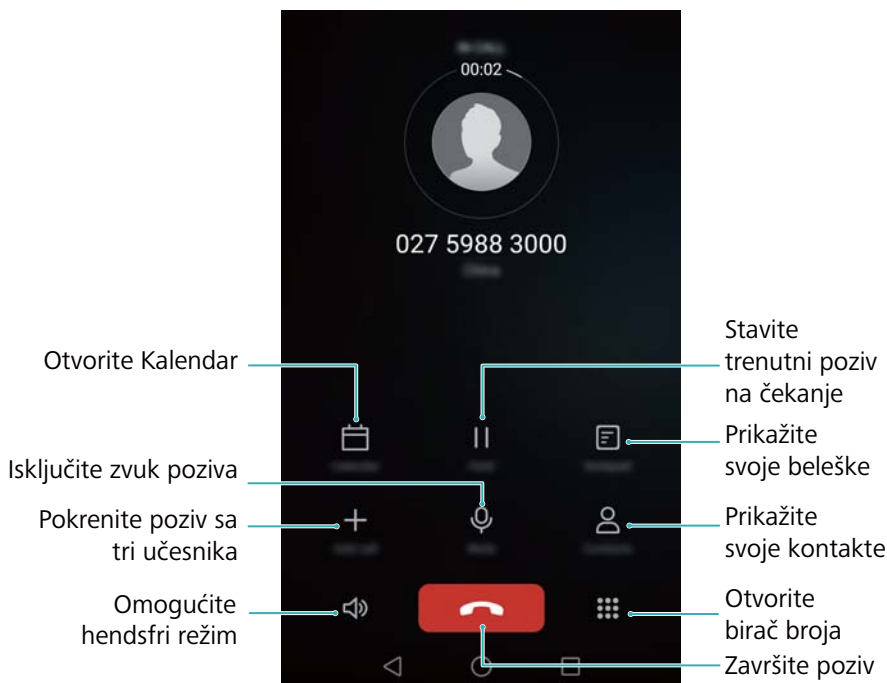 00:02
027 5988 3000
Otvorite Kalendar
Isključite zvuk poziva
Pokrenite poziv sa
tri učesnika
Omogućite
hendsfri režim
Stavite
trenutni poziv
na čekanje
Prikažite
svoje beleške
Prikažite
svoje kontakte
Otvorite
birač broja
Završite poziv